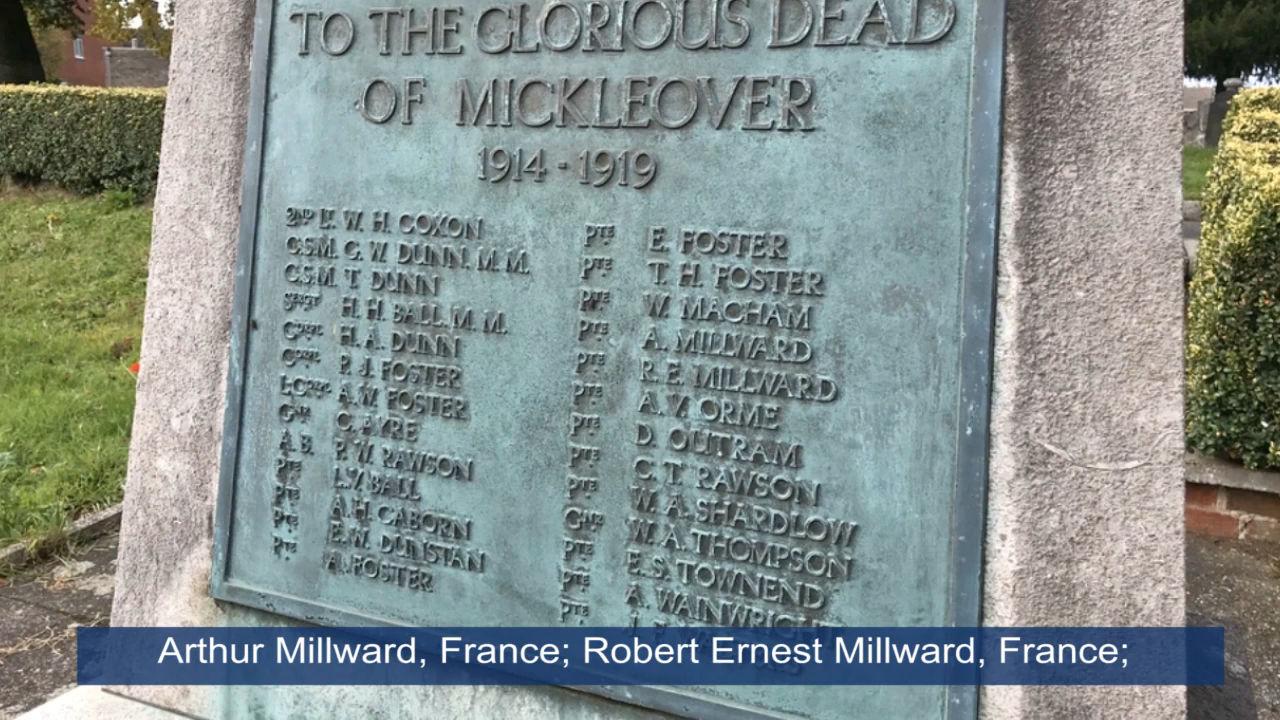 TO THE GLORIOUS DEAD
OF MICKLEOVER
1914 - 1919
2ND LT. W. H. COXON
C.S.M. G. W. DUNN. M. M.
C.S.M. T. DUNN
SERGT H. H. BALL. M. M.
CORPL H. A. DUNN
CORPL P. J. FOSTER
L-CORPL A. W. FOSTER
GNR C. AYRE
A. B. P. W. RAWSON
PTE L. V. BALL
PTE A. H. CABORN
PTE E. W. DUNSTAN
PTE A. FOSTER
PTE E. FOSTER
PTE T. H. FOSTER
PTE W. MACHAM
PTE A. MILLWARD
PTE R. E. MILLWARD
PTE A. V. ORME
PTE D. OUTRAM
PTE C. T. RAWSON
PTE W. A. SHARDLOW
GNR W. A. THOMPSON
PTE E. S. TOWNEND
PTE A. WAINWRIGHT
PTE
Arthur Millward, France; Robert Ernest Millward, France;